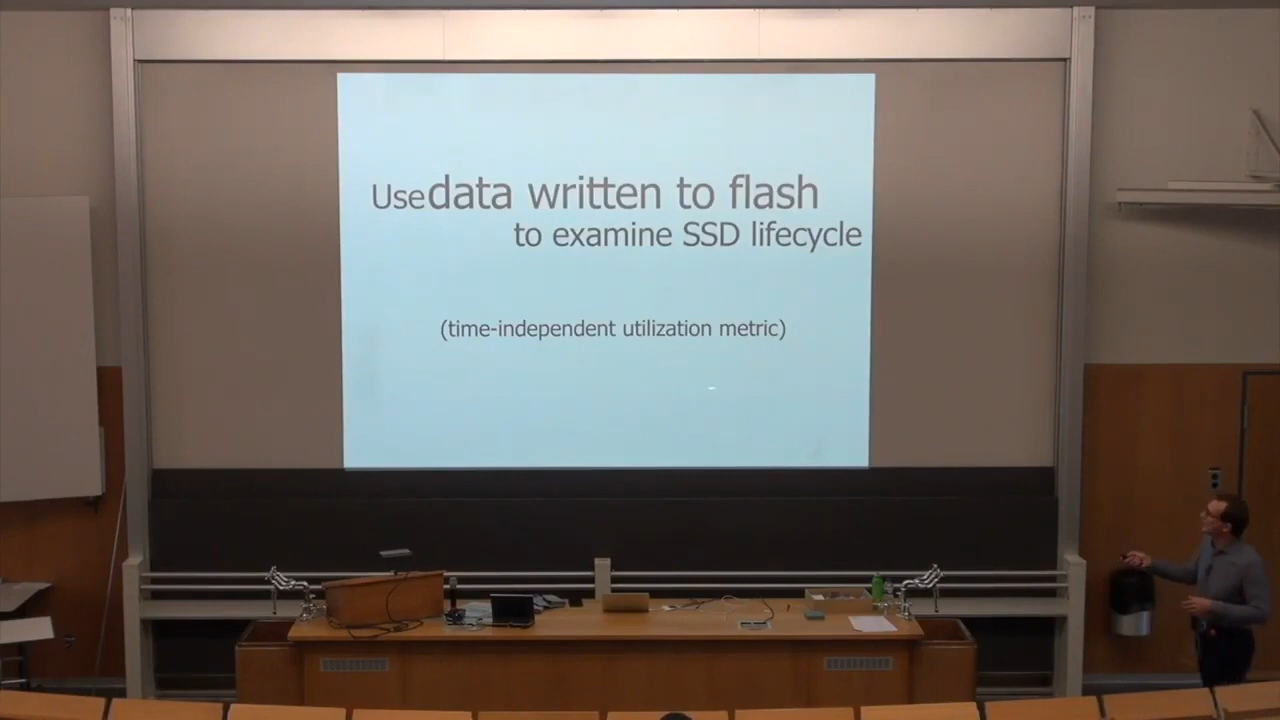 Use data written to flash
to examine SSD lifecycle
(time-independent utilization metric)